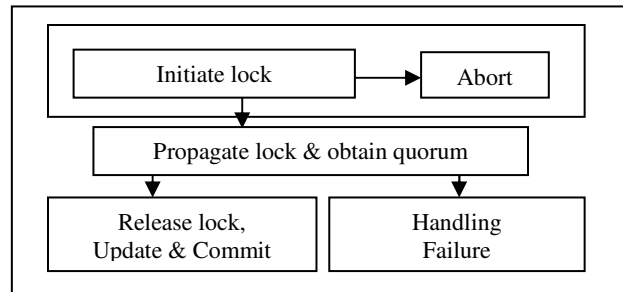 Initiate lock
Abort
Propagate lock & obtain quorum
Release lock,
Update & Commit
Handling
Failure